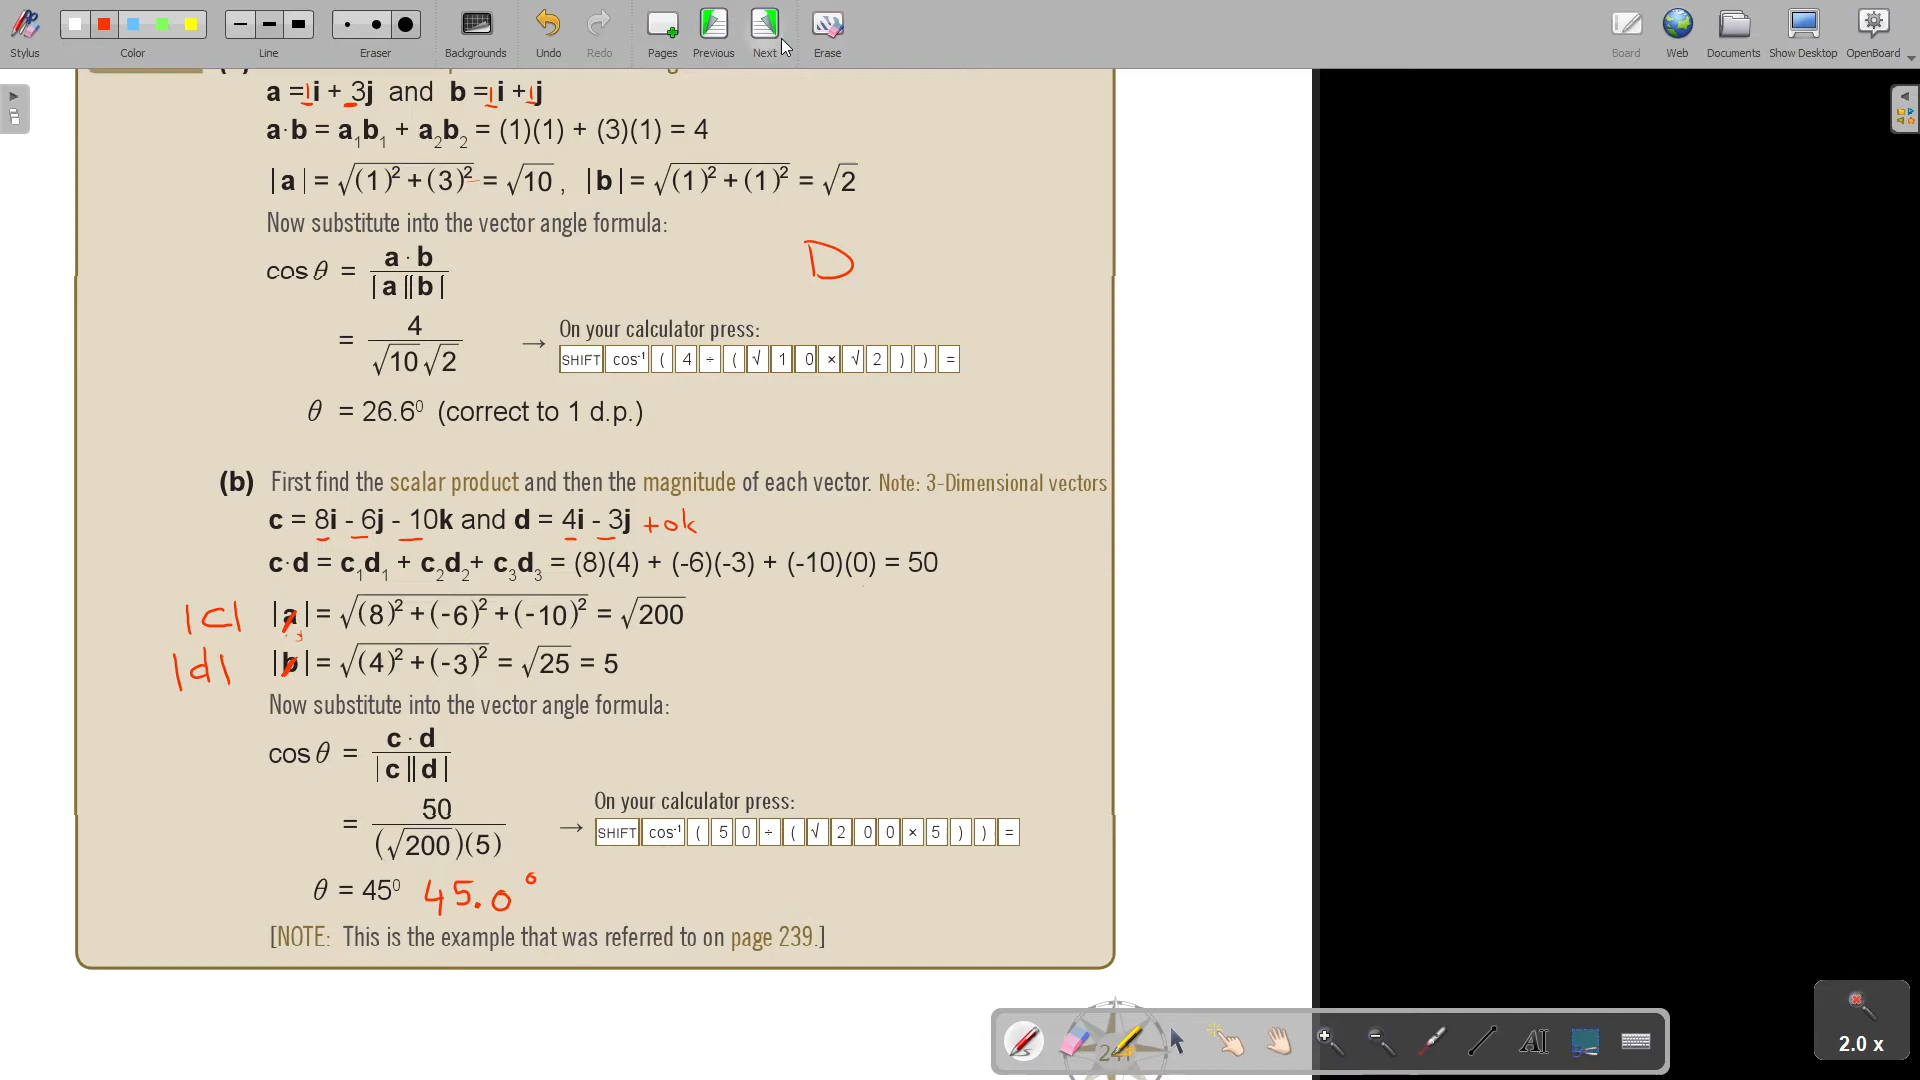 Stylus Color Line Eraser Backgrounds Undo Redo Pages Previous Next Erase Board Web Documents Show Desktop OpenBoard
a = 1i + 3j and b = 1i + 1j
a·b = a₁b₁ + a₂b₂ = (1)(1) + (3)(1) = 4
|a| = √((1)² + (3)²) = √10 , |b| = √((1)² + (1)²) = √2
Now substitute into the vector angle formula:
D
cos θ = a · b / |a||b|
= 4 / √10 √2 → On your calculator press:
SHIFT cos⁻¹ ( 4 ÷ ( √ 1 0 × √ 2 ) ) =
θ = 26.6⁰ (correct to 1 d.p.)
(b) First find the scalar product and then the magnitude of each vector. Note: 3-Dimensional vectors
c = 8i - 6j - 10k and d = 4i - 3j + 0k
c·d = c₁d₁ + c₂d₂ + c₃d₃ = (8)(4) + (-6)(-3) + (-10)(0) = 50
|c| |a| = √((8)² + (-6)² + (-10)²) = √200
|d| |b| = √((4)² + (-3)²) = √25 = 5
Now substitute into the vector angle formula:
cos θ = c · d / |c||d|
= 50 / (√200)(5) → On your calculator press:
SHIFT cos⁻¹ ( 5 0 ÷ ( √ 2 0 0 × 5 ) ) =
θ = 45⁰ 45.0°
[NOTE: This is the example that was referred to on page 239.]
2.0 x